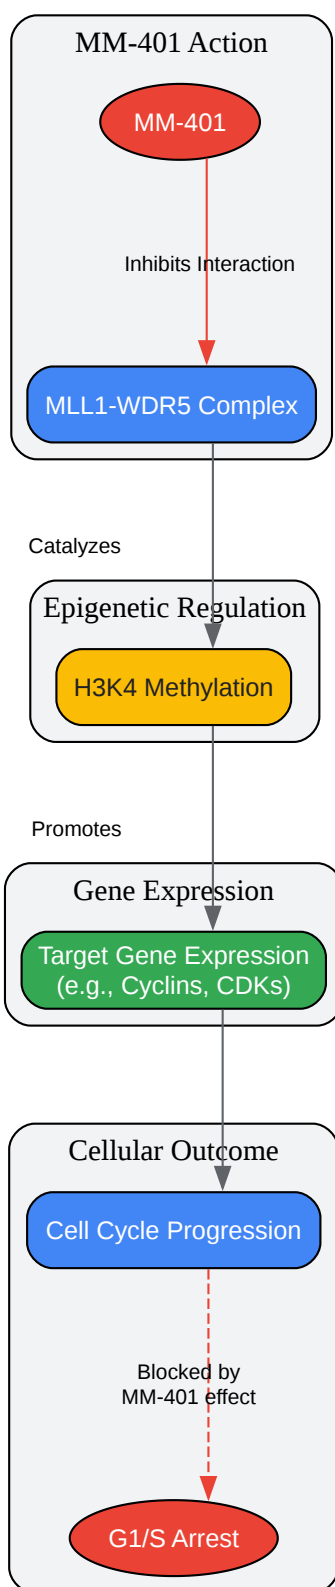 MM-401 Action
MM-401
Inhibits Interaction
MLL1-WDR5 Complex
Catalyzes
Epigenetic Regulation
H3K4 Methylation
Promotes
Gene Expression
Target Gene Expression
(e.g., Cyclins, CDKs)
Cellular Outcome
Cell Cycle Progression
Blocked by
MM-401 effect
G1/S Arrest